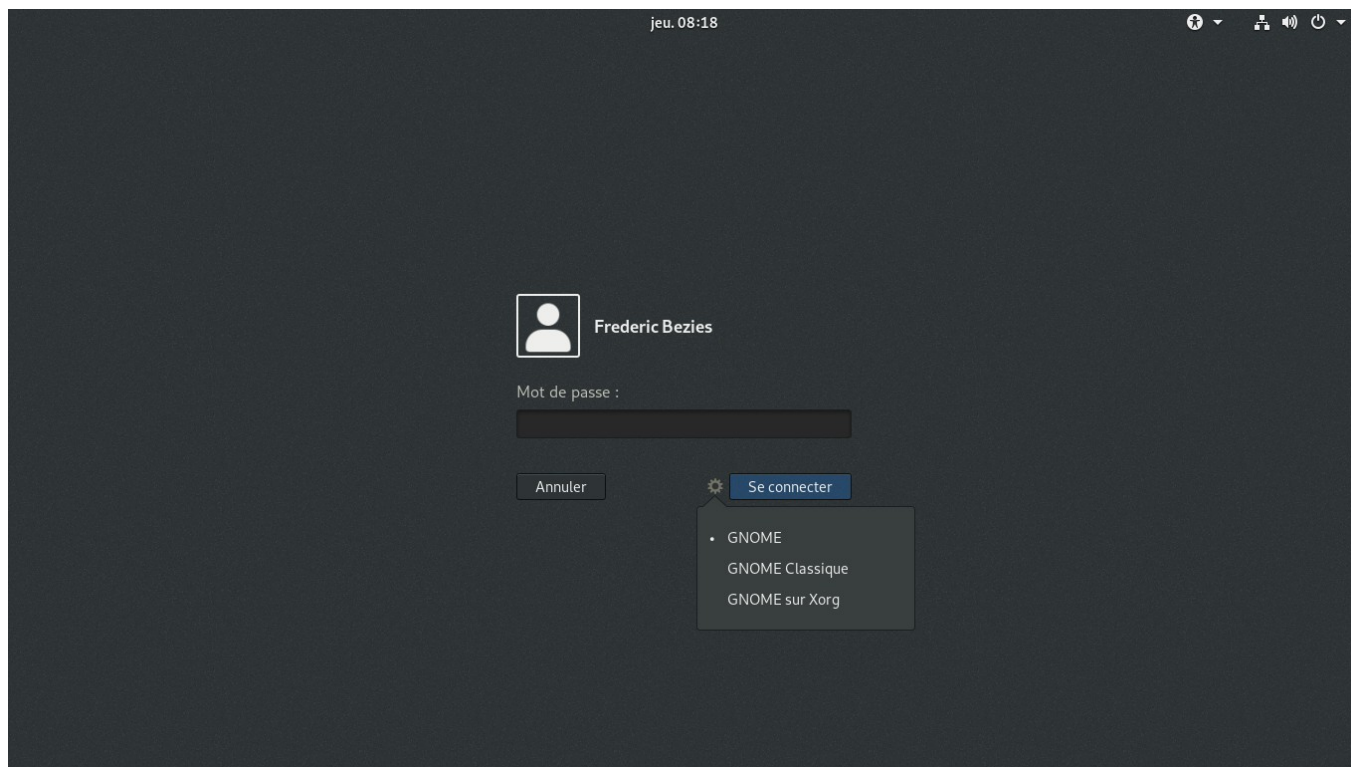 jeu. 08:18
Frederic Bezies
Mot de passe :
Annuler
Se connecter
GNOME
GNOME Classique
GNOME sur Xorg